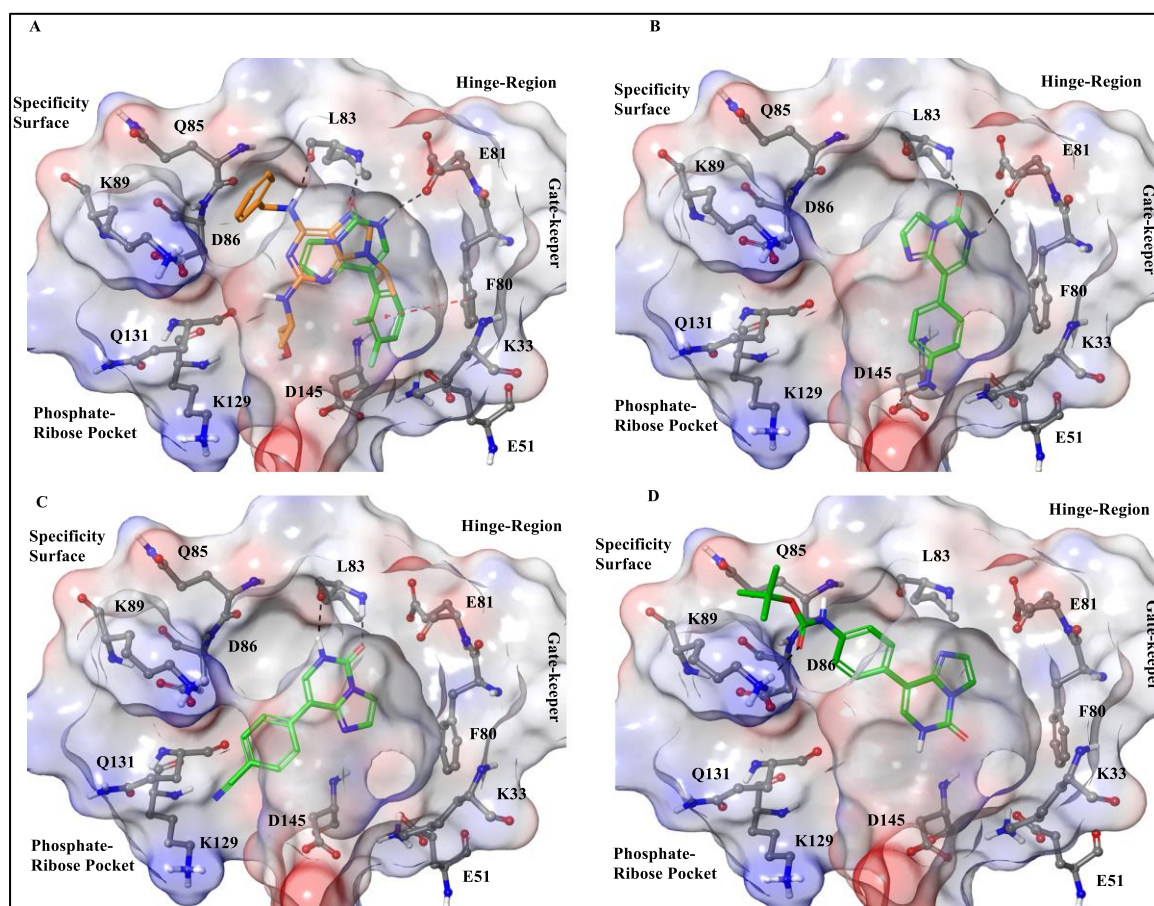 A
Hinge-Region
Specificity
Surface
Q85
L83
E81
K89
D86
Gate-keeper
F80
Q131
K33
D145
K129
Phosphate-
Ribose Pocket
E51
B
Hinge-Region
Specificity
Surface
Q85
L83
E81
K89
D86
Gate-keeper
F80
Q131
K33
D145
K129
Phosphate-
Ribose Pocket
E51
C
Hinge-Region
Specificity
Surface
Q85
L83
E81
K89
D86
Gate-keeper
F80
Q131
K33
D145
K129
Phosphate-
Ribose Pocket
E51
D
Hinge-Region
Specificity
Surface
Q85
L83
E81
K89
D86
Gate-keeper
F80
Q131
K33
D145
K129
Phosphate-
Ribose Pocket
E51